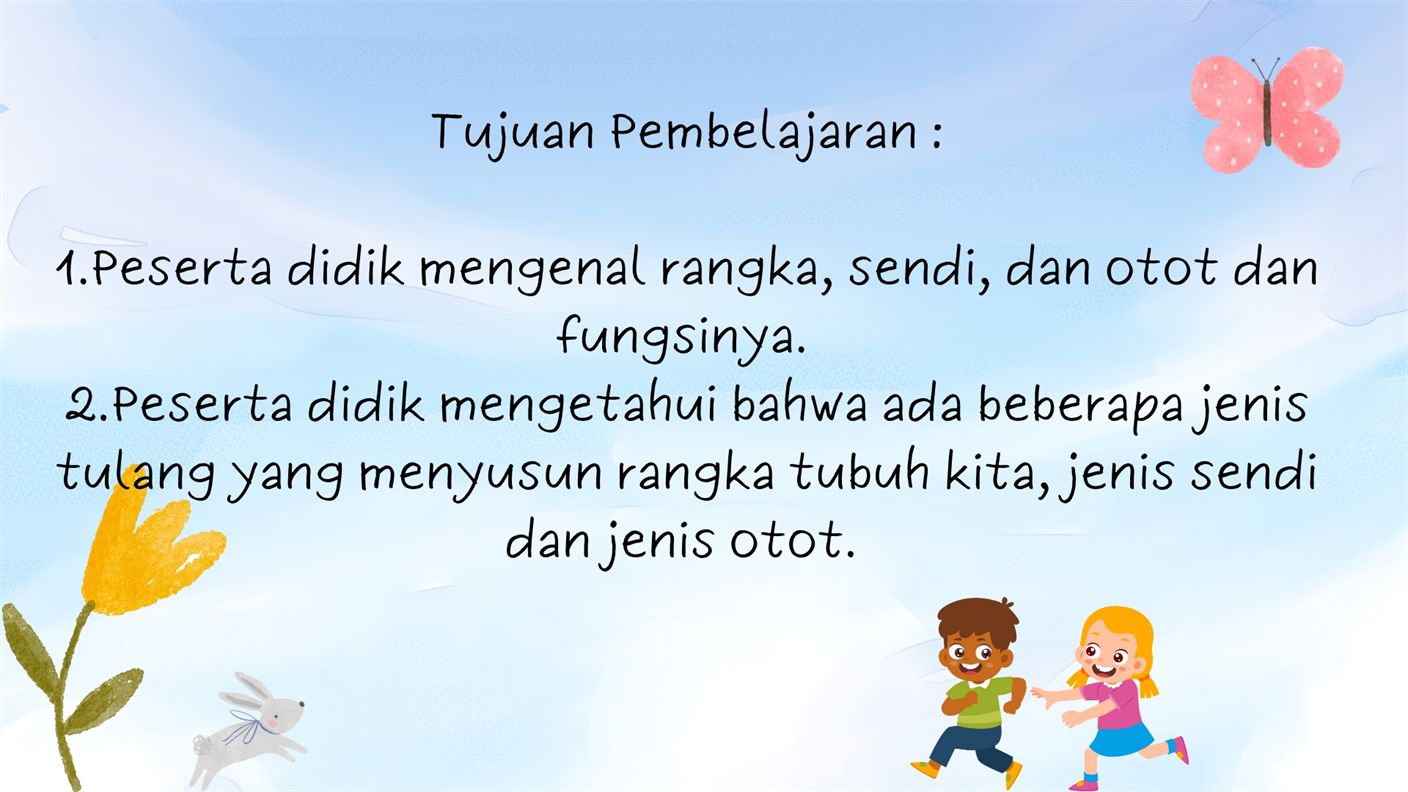 Tujuan Pembelajaran :
1.Peserta didik mengenal rangka, sendi, dan otot dan
fungsinya.
2.Peserta didik mengetahui bahwa ada beberapa jenis
tulang yang menyusun rangka tubuh kita, jenis sendi
dan jenis otot.